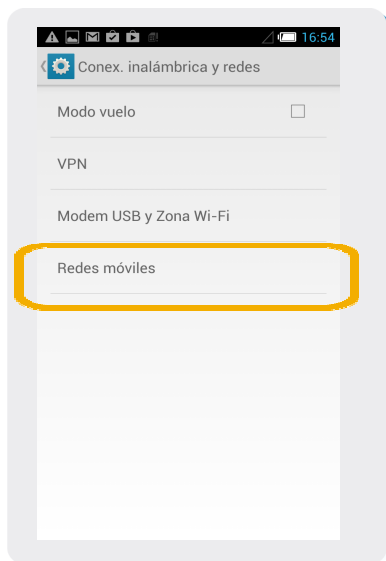 16:54
Conex. inalámbrica y redes
Modo vuelo
VPN
Modem USB y Zona Wi-Fi
Redes móviles